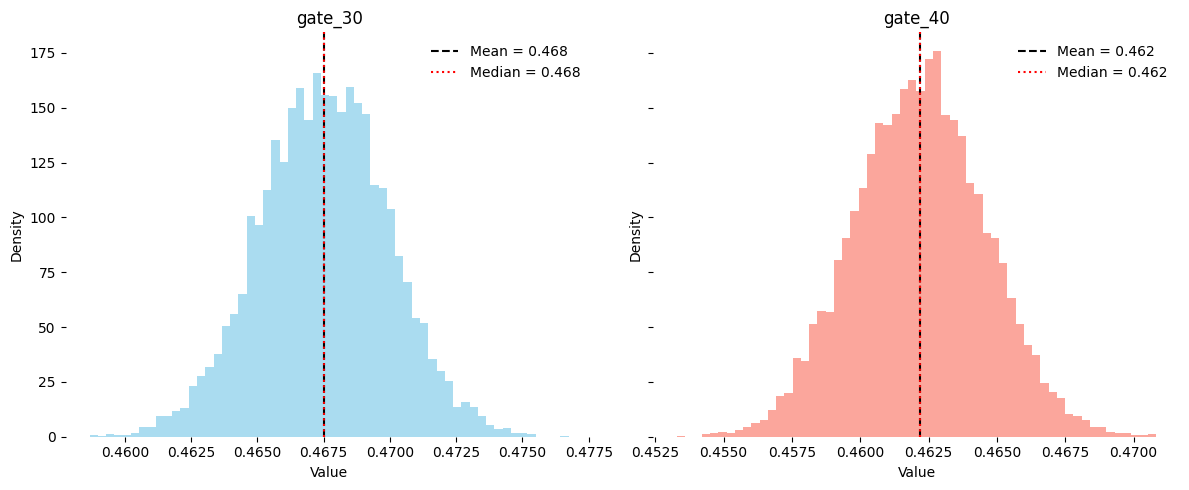 gate_30
Mean = 0.468
Median = 0.468
175
150
125
100
75
50
25
0
Density
0.4600
0.4625
0.4650
0.4675
0.4700
0.4725
0.4750
0.4775
Value
gate_40
Mean = 0.462
Median = 0.462
Density
0.4525
0.4550
0.4575
0.4600
0.4625
0.4650
0.4675
0.4700
Value